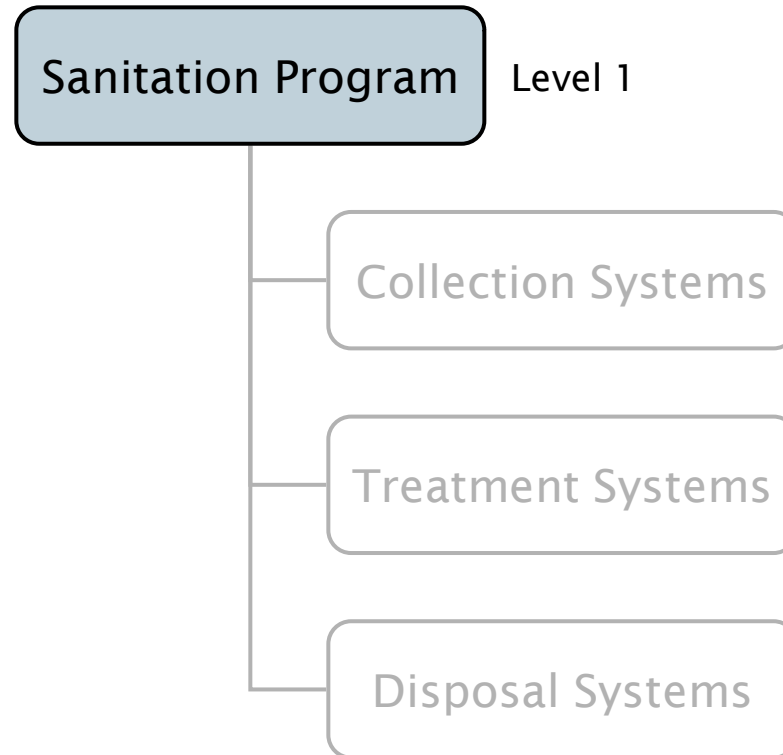 Sanitation Program
Level 1
Collection Systems
Treatment Systems
Disposal Systems